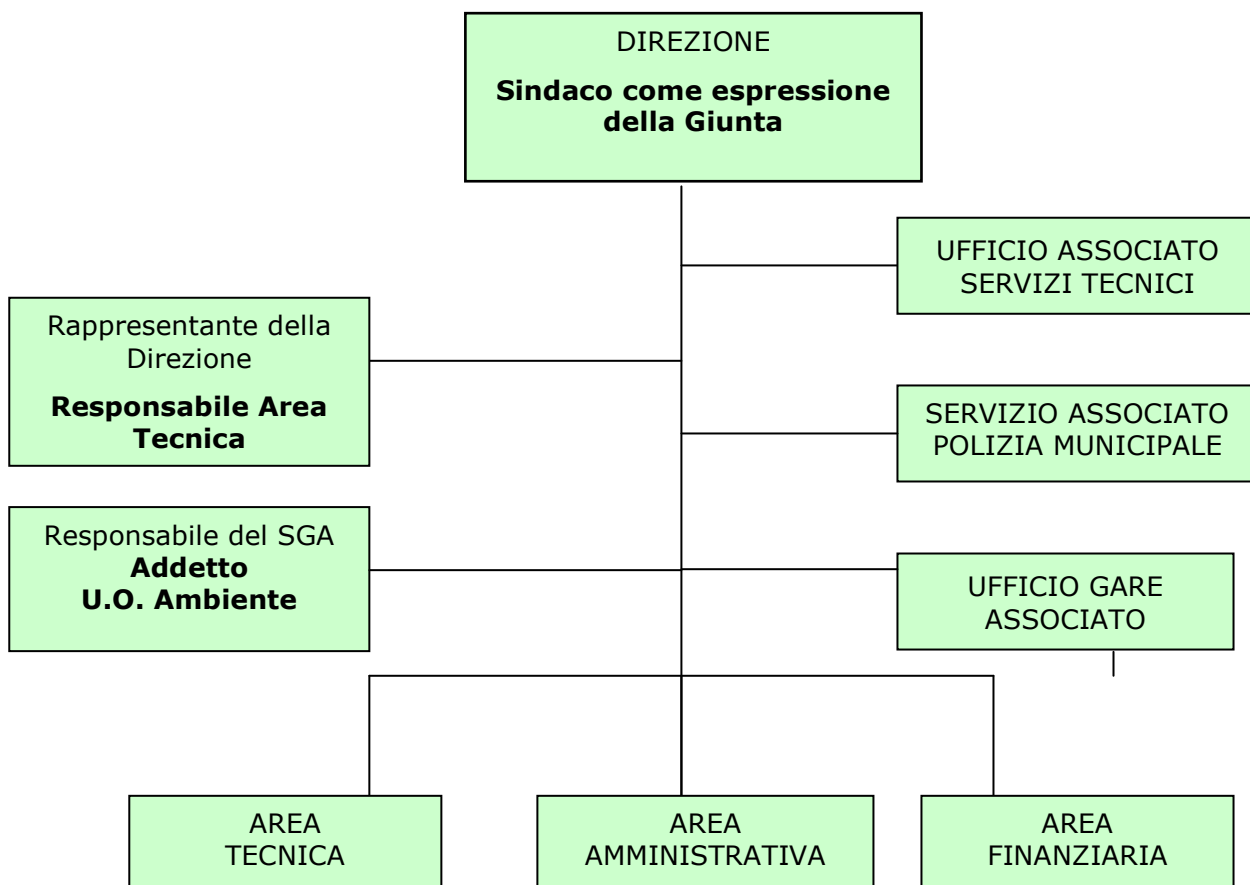 DIREZIONE
Sindaco come espressione
della Giunta
UFFICIO ASSOCIATO
SERVIZI TECNICI
Rappresentante della
Direzione
Responsabile Area
Tecnica
SERVIZIO ASSOCIATO
POLIZIA MUNICIPALE
Responsabile del SGA
Addetto
U.O. Ambiente
UFFICIO GARE
ASSOCIATO
AREA
TECNICA
AREA
AMMINISTRATIVA
AREA
FINANZIARIA